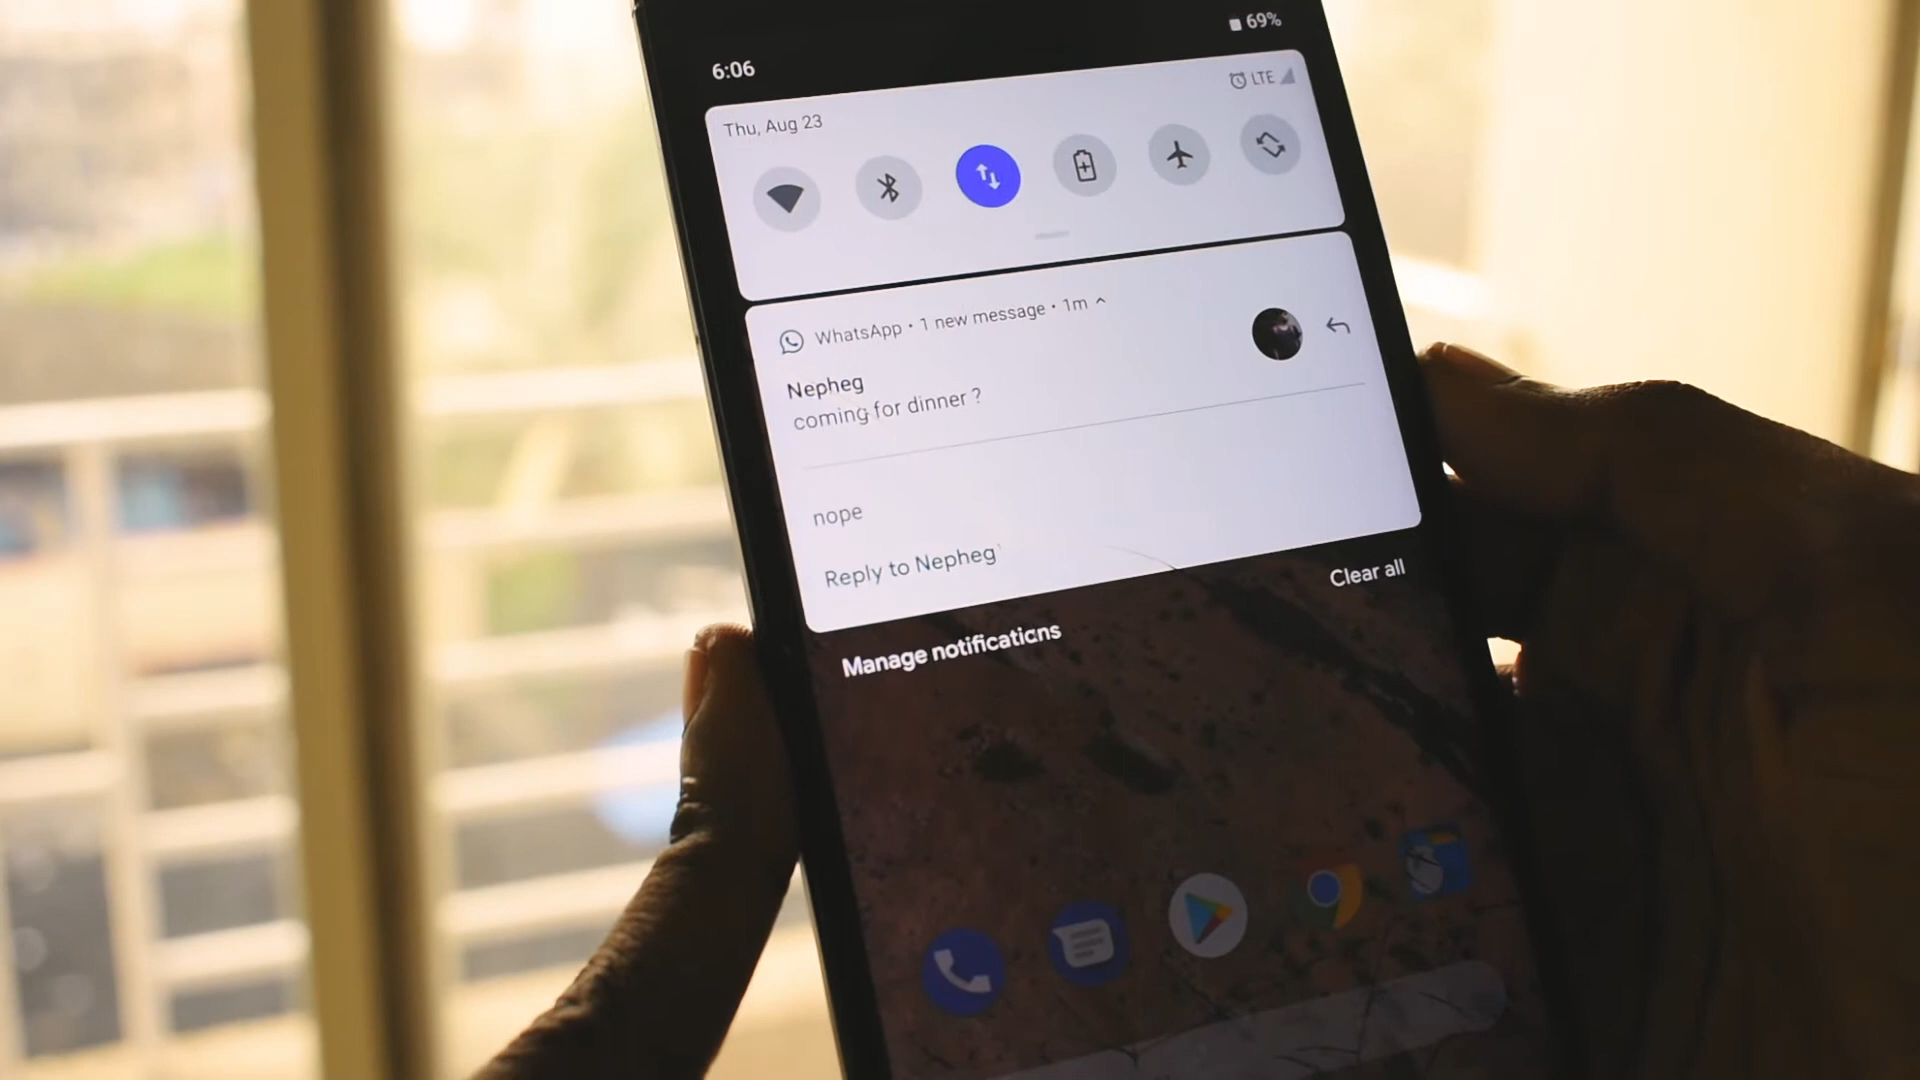 69%
6:06
LTE
Thu, Aug 23
WhatsApp • 1 new message • 1m
Nepheg
coming for dinner ?
nope
Reply to Nepheg
Clear all
Manage notifications